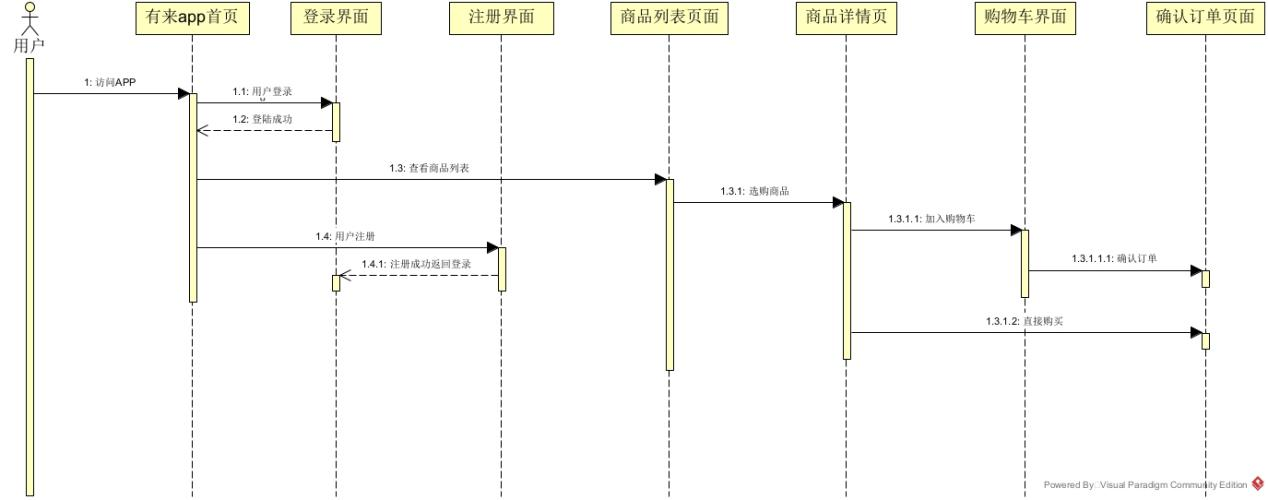 用户
有来app首页
登录界面
注册界面
商品列表页面
商品详情页
购物车界面
确认订单页面
1: 访问APP
1.1: 用户登录
1.2: 登陆成功
1.3: 查看商品列表
1.3.1: 选购商品
1.3.1.1: 加入购物车
1.4: 用户注册
1.4.1: 注册成功返回登录
1.3.1.1.1: 确认订单
1.3.1.2: 直接购买
Powered By Visual Paradigm Community Edition